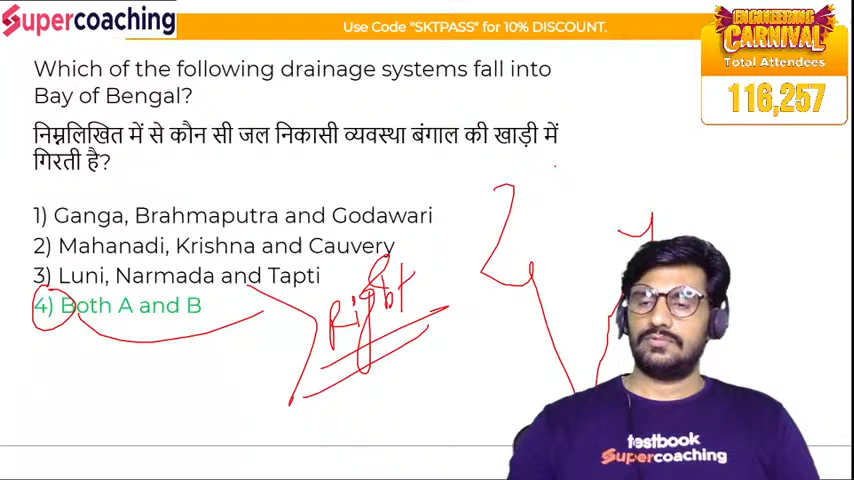 Supercoaching
Use Code "SKTPASS" for 10% DISCOUNT.
ENGINEERING
CARNIVAL
Total Attendees
116,257
Which of the following drainage systems fall into
Bay of Bengal?
निम्नलिखित में से कौन सी जल निकासी व्यवस्था बंगाल की खाड़ी में
गिरती है?
1) Ganga, Brahmaputra and Godawari
2) Mahanadi, Krishna and Cauvery
3) Luni, Narmada and Tapti
4) Both A and B
Right
testbook
Supercoaching